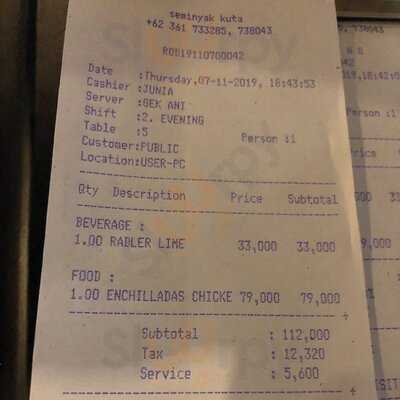 seminyak kuta
+62 361 733285, 738043
ROB19110700042
Date :Thursday,07-11-2019, 18:43:53
Cashier :JUNIA
Server :GEK ANI
Shift :2. EVENING
Table :5 Person :1
Customer:PUBLIC
Location:USER-PC
Qty Description Price Subtotal
BEVERAGE :
1.00 RADLER LIME 33,000 33,000
FOOD :
1.00 ENCHILLADAS CHICKE 79,000 79,000
Subtotal : 112,000
Tax : 12,320
Service : 5,600